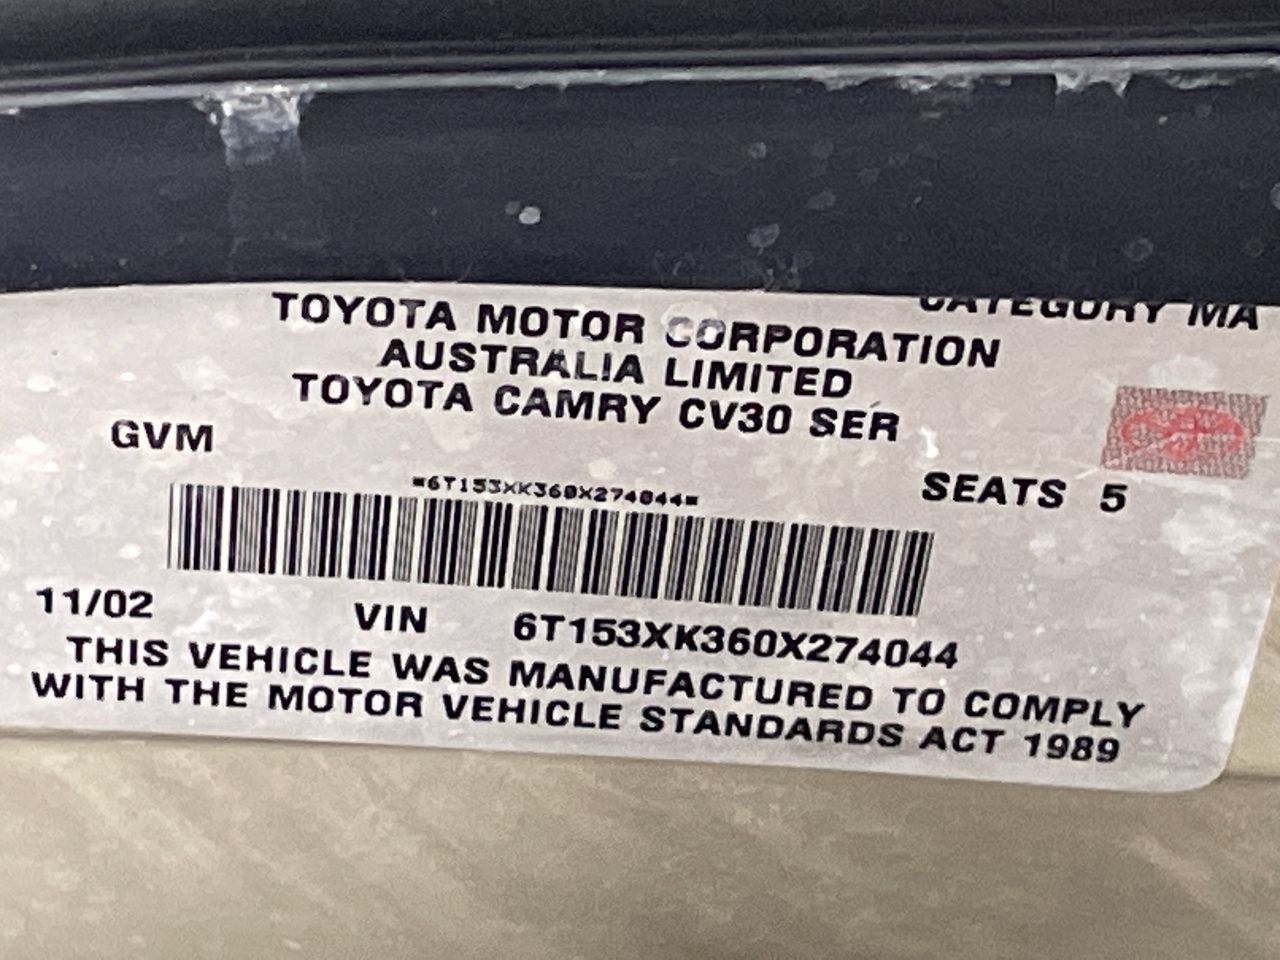 CATEGORY MA
TOYOTA MOTOR CORPORATION
AUSTRALIA LIMITED
TOYOTA CAMRY CV30 SER
GVM
SEATS 5
*6T153XK360X274044*
11/02 VIN 6T153XK360X274044
THIS VEHICLE WAS MANUFACTURED TO COMPLY
WITH THE MOTOR VEHICLE STANDARDS ACT 1989